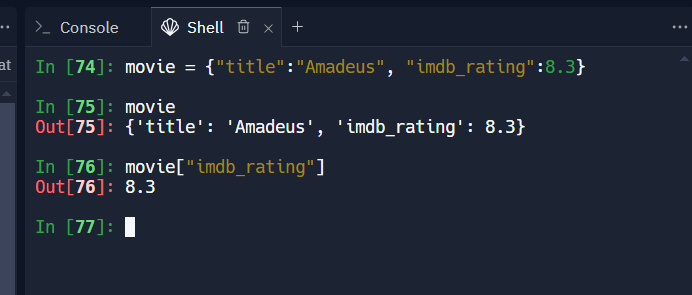 Console Shell
at
In [74]: movie = {"title":"Amadeus", "imdb_rating":8.3}
In [75]: movie
Out[75]: {'title': 'Amadeus', 'imdb_rating': 8.3}
In [76]: movie["imdb_rating"]
Out[76]: 8.3
In [77]: